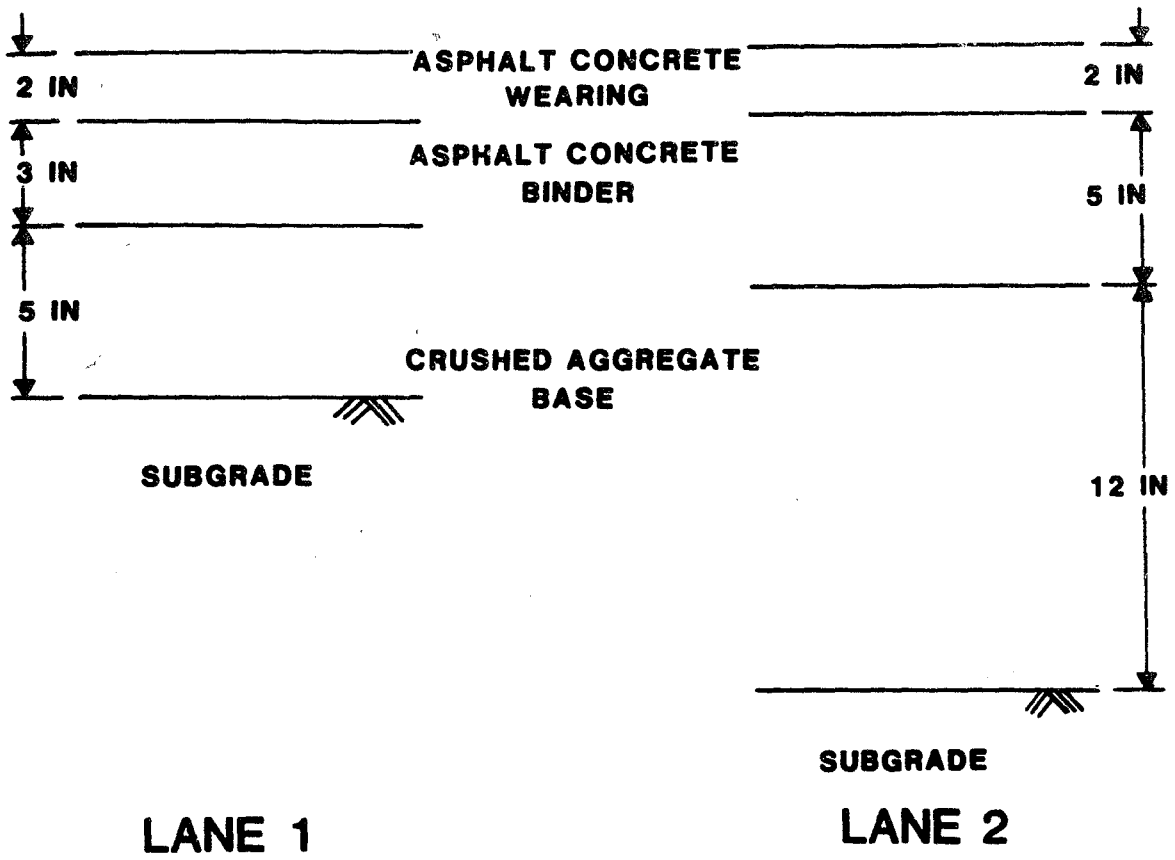 2 IN
ASPHALT CONCRETE
WEARING
2 IN
3 IN
ASPHALT CONCRETE
BINDER
5 IN
5 IN
CRUSHED AGGREGATE
BASE
SUBGRADE
12 IN
SUBGRADE
LANE 1
LANE 2